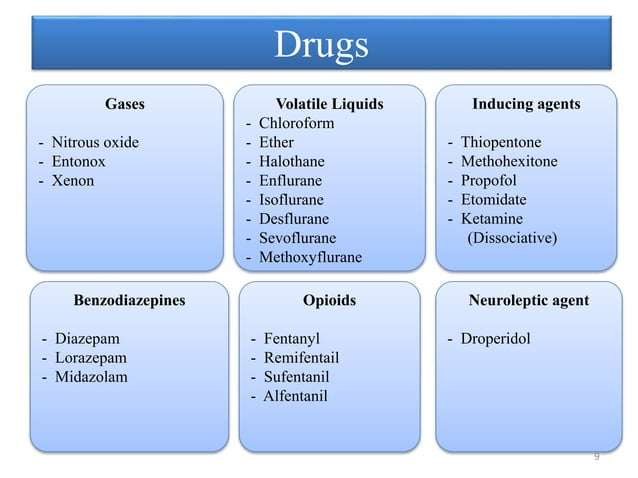 Drugs
Gases
- Nitrous oxide
- Entonox
- Xenon
Volatile Liquids
- Chloroform
- Ether
- Halothane
- Enflurane
- Isoflurane
- Desflurane
- Sevoflurane
- Methoxyflurane
Inducing agents
- Thiopentone
- Methohexitone
- Propofol
- Etomidate
- Ketamine
(Dissociative)
Benzodiazepines
- Diazepam
- Lorazepam
- Midazolam
Opioids
- Fentanyl
- Remifentail
- Sufentanil
- Alfentanil
Neuroleptic agent
- Droperidol
9